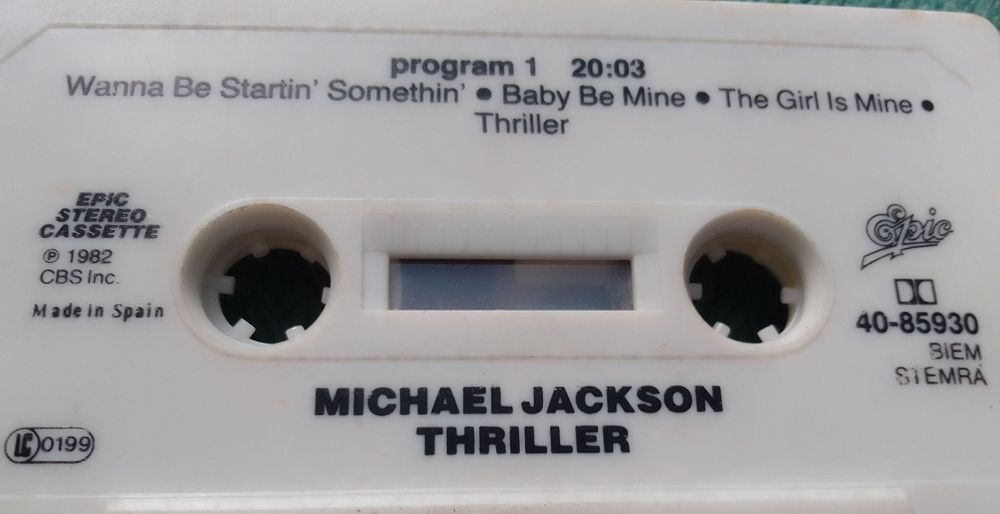 program 1 20:03
Wanna Be Startin' Somethin' • Baby Be Mine • The Girl Is Mine •
Thriller
EPIC
STEREO
CASSETTE
℗ 1982
CBS Inc.
Made in Spain
Epic
40-85930
BIEM
STEMRA
MICHAEL JACKSON
THRILLER
LC 0199